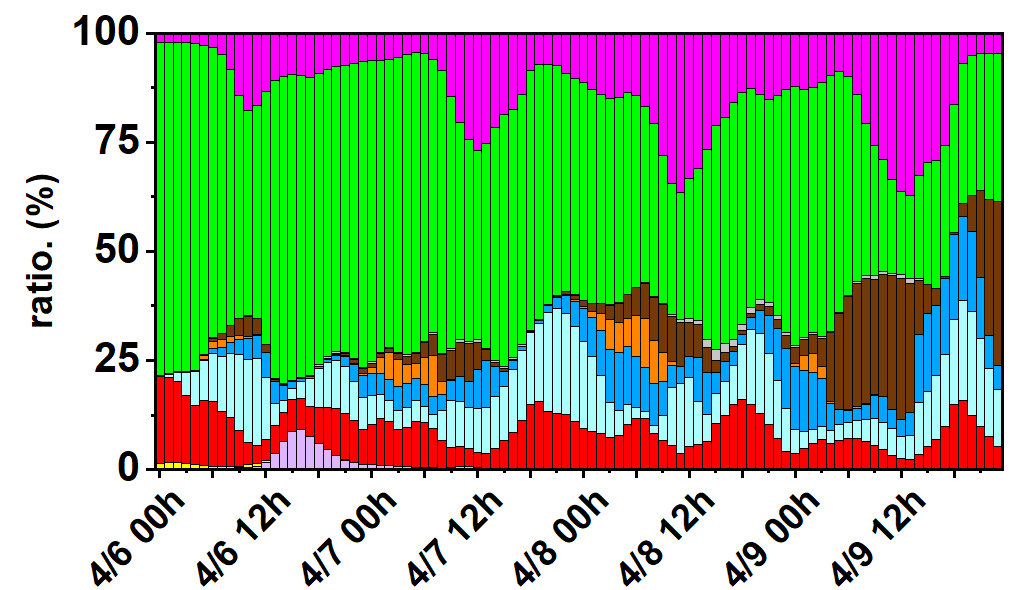 100
75
50
25
0
ratio. (%)
4/6 00h
4/6 12h
4/7 00h
4/7 12h
4/8 00h
4/8 12h
4/9 00h
4/9 12h